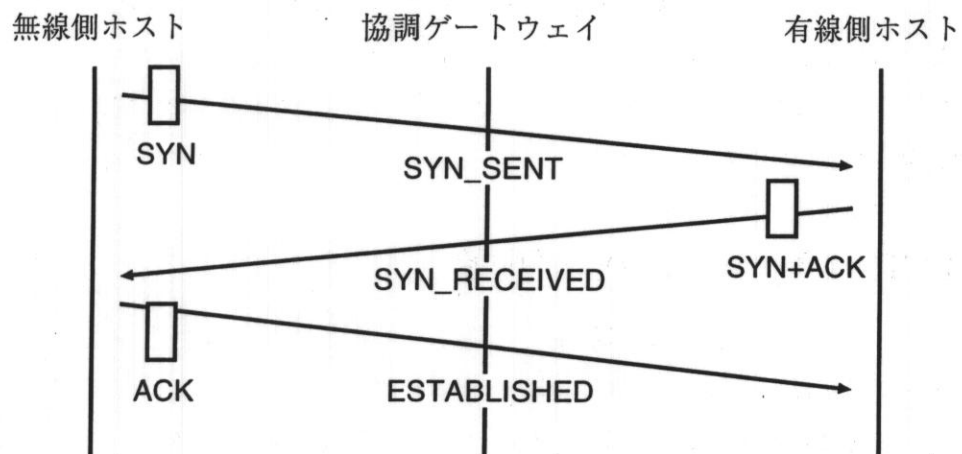 無線側ホスト 協調ゲートウェイ 有線側ホスト
SYN
SYN_SENT
SYN+ACK
SYN_RECEIVED
ACK
ESTABLISHED